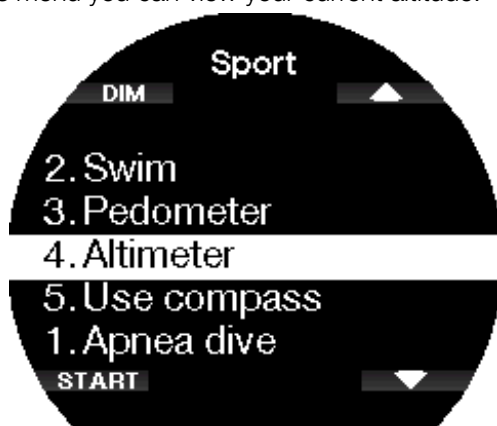 menu you can view your current altitude.
Sport
DIM
2. Swim
3. Pedometer
4. Altimeter
5. Use compass
1. Apnea dive
START